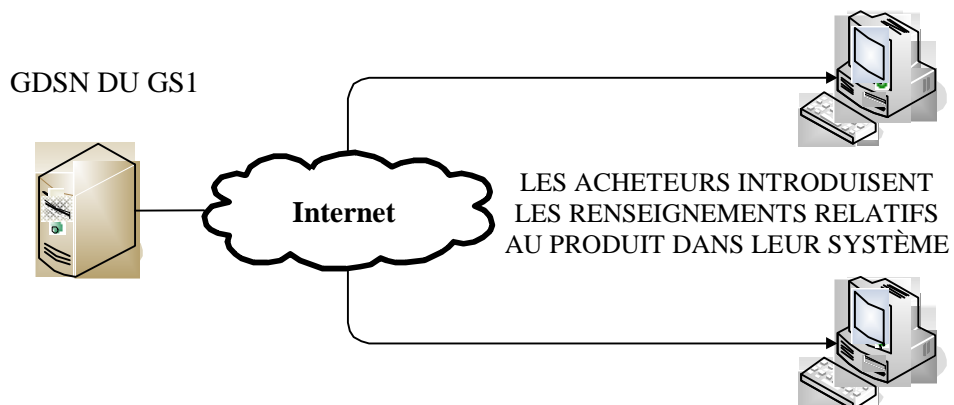 GDSN DU GS1
Internet
LES ACHETEURS INTRODUISENT
LES RENSEIGNEMENTS RELATIFS
AU PRODUIT DANS LEUR SYSTÈME